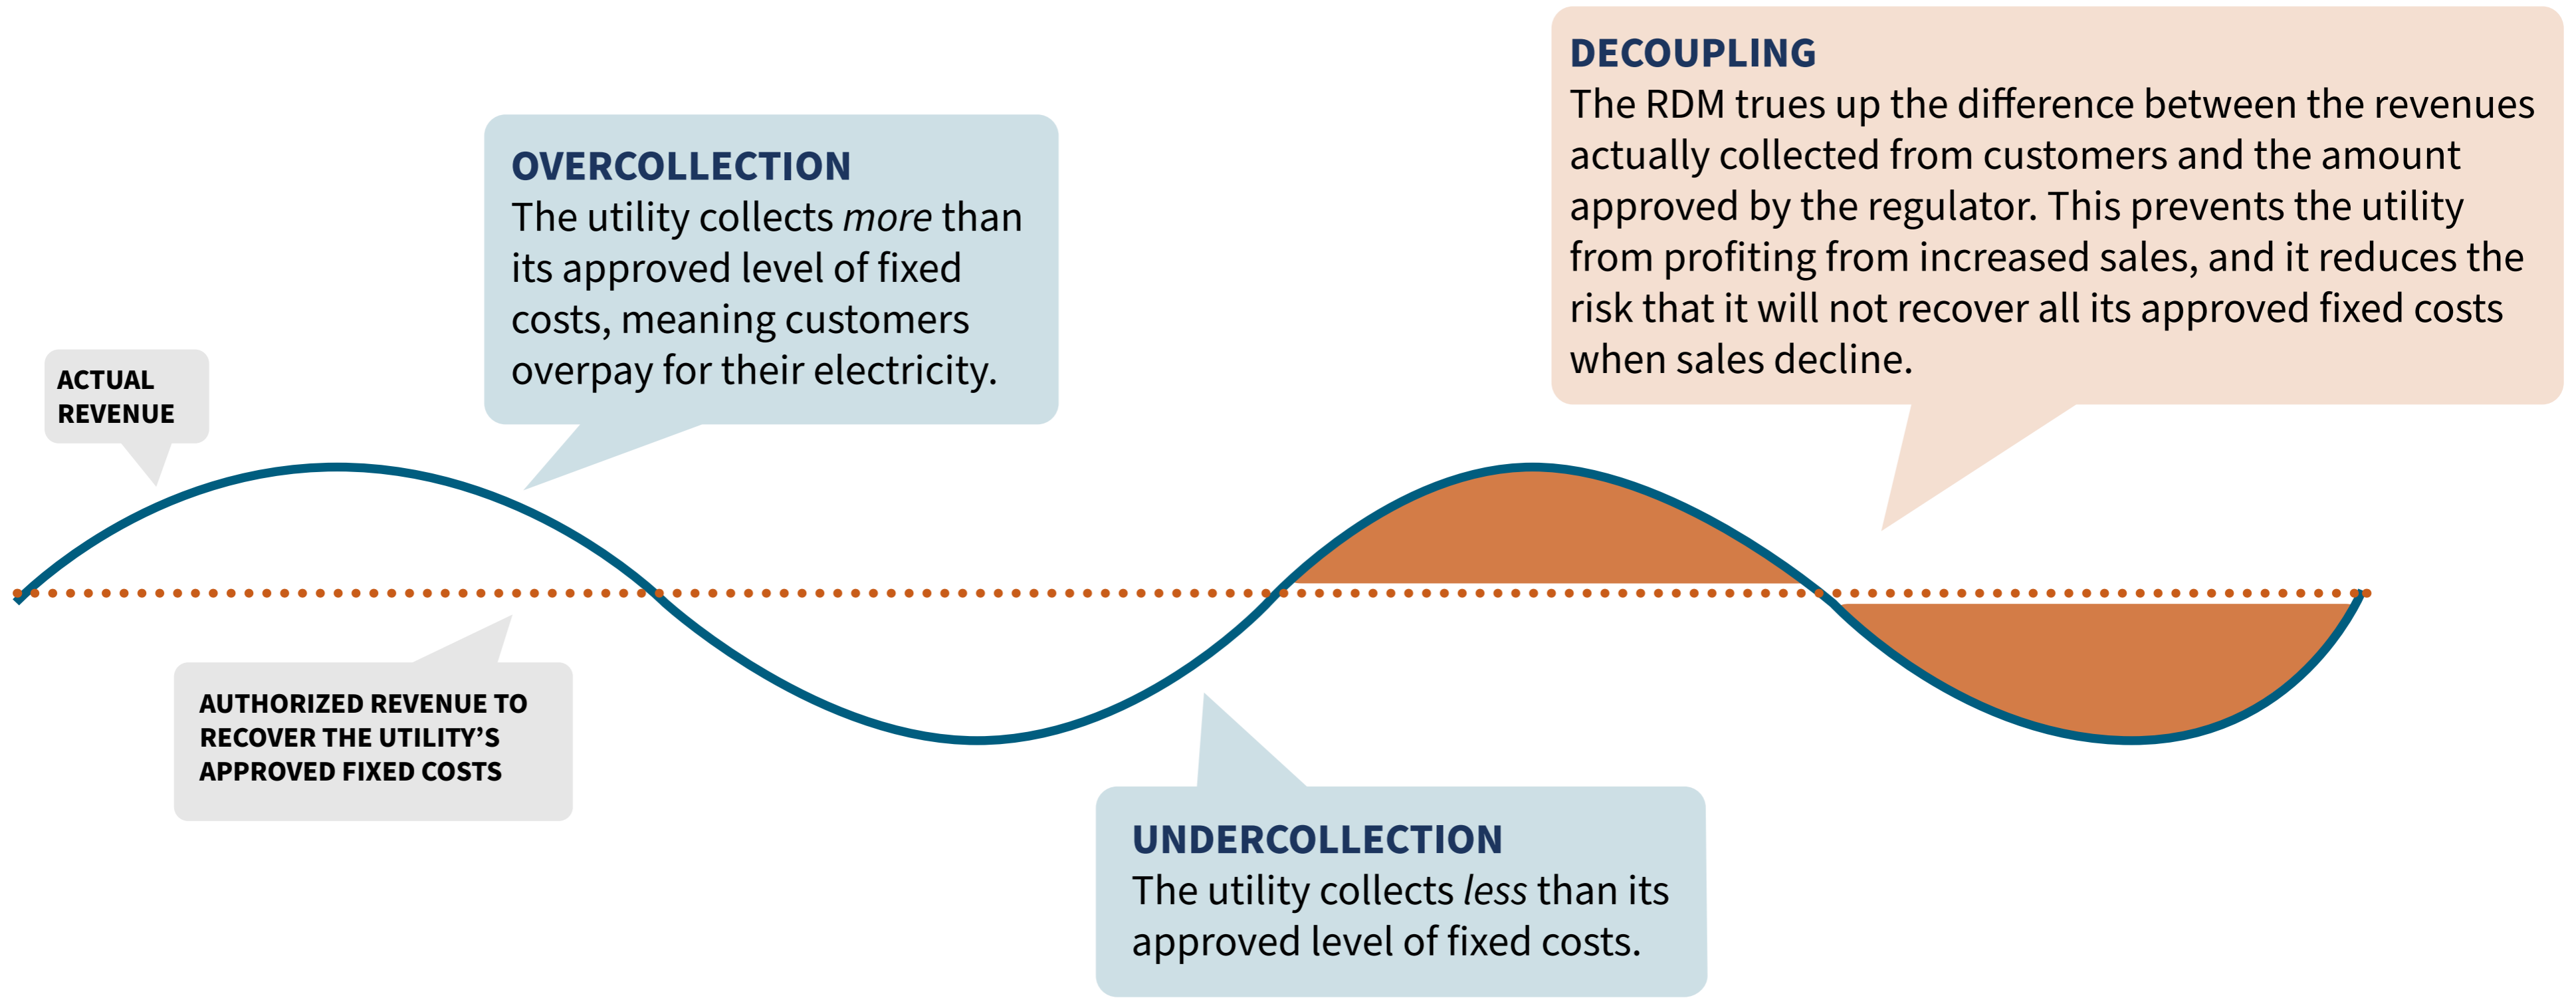 DECOUPLING
The RDM trues up the difference between the revenues
actually collected from customers and the amount
approved by the regulator. This prevents the utility
from profiting from increased sales, and it reduces the
risk that it will not recover all its approved fixed costs
when sales decline.
OVERCOLLECTION
The utility collects more than
its approved level of fixed
costs, meaning customers
overpay for their electricity.
ACTUAL
REVENUE
AUTHORIZED REVENUE TO
RECOVER THE UTILITY’S
APPROVED FIXED COSTS
UNDERCOLLECTION
The utility collects less than its
approved level of fixed costs.